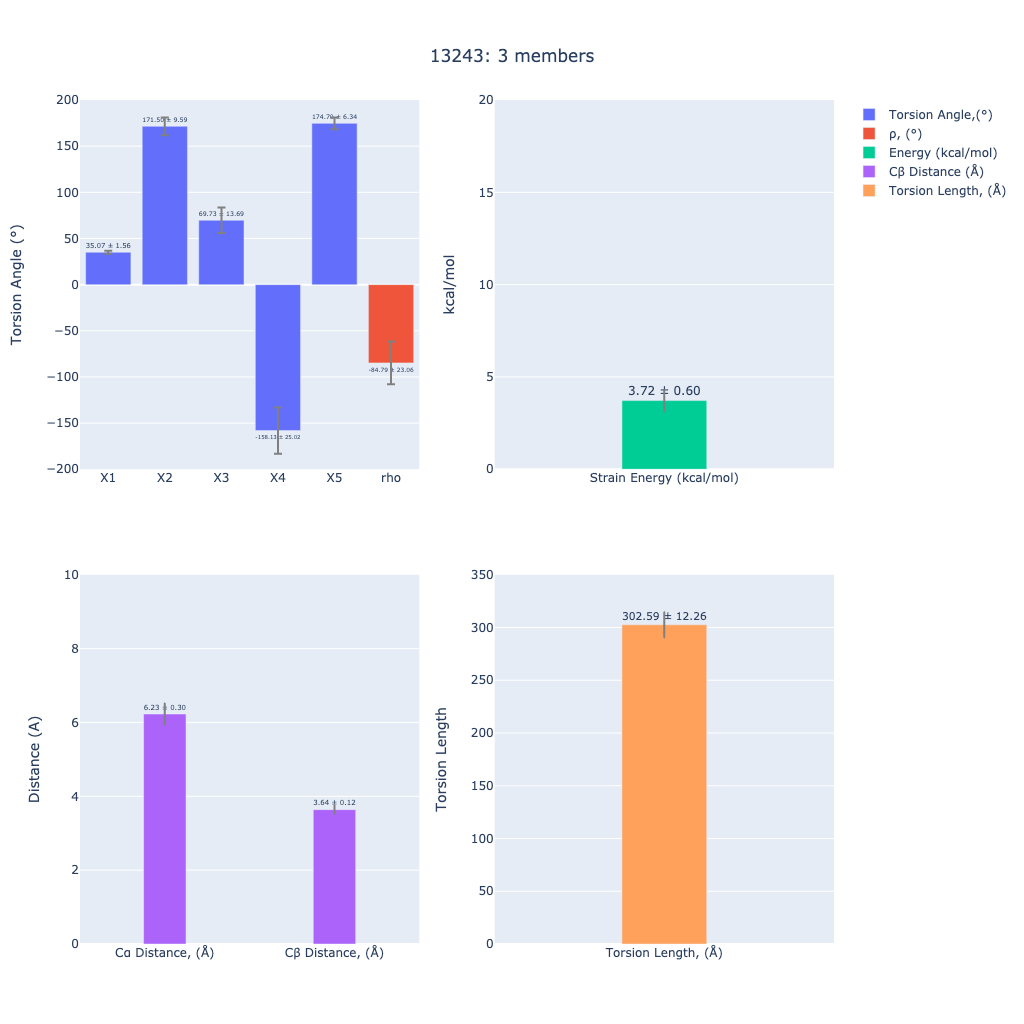 13243: 3 members
Torsion Angle (°)
200
150
100
50
0
−50
−100
−150
−200
35.07 ± 1.56
171.50 ± 9.59
69.73 ± 13.69
-158.13 ± 25.02
174.79 ± 6.34
-84.79 ± 23.06
X1 X2 X3 X4 X5 rho
kcal/mol
20
15
10
5
0
3.72 ± 0.60
Strain Energy (kcal/mol)
Torsion Angle,(°)
ρ, (°)
Energy (kcal/mol)
Cβ Distance (Å)
Torsion Length, (Å)
Distance (A)
10
8
6
4
2
0
6.23 ± 0.30
3.64 ± 0.12
Cα Distance, (Å) Cβ Distance, (Å)
Torsion Length
350
300
250
200
150
100
50
0
302.59 ± 12.26
Torsion Length, (Å)